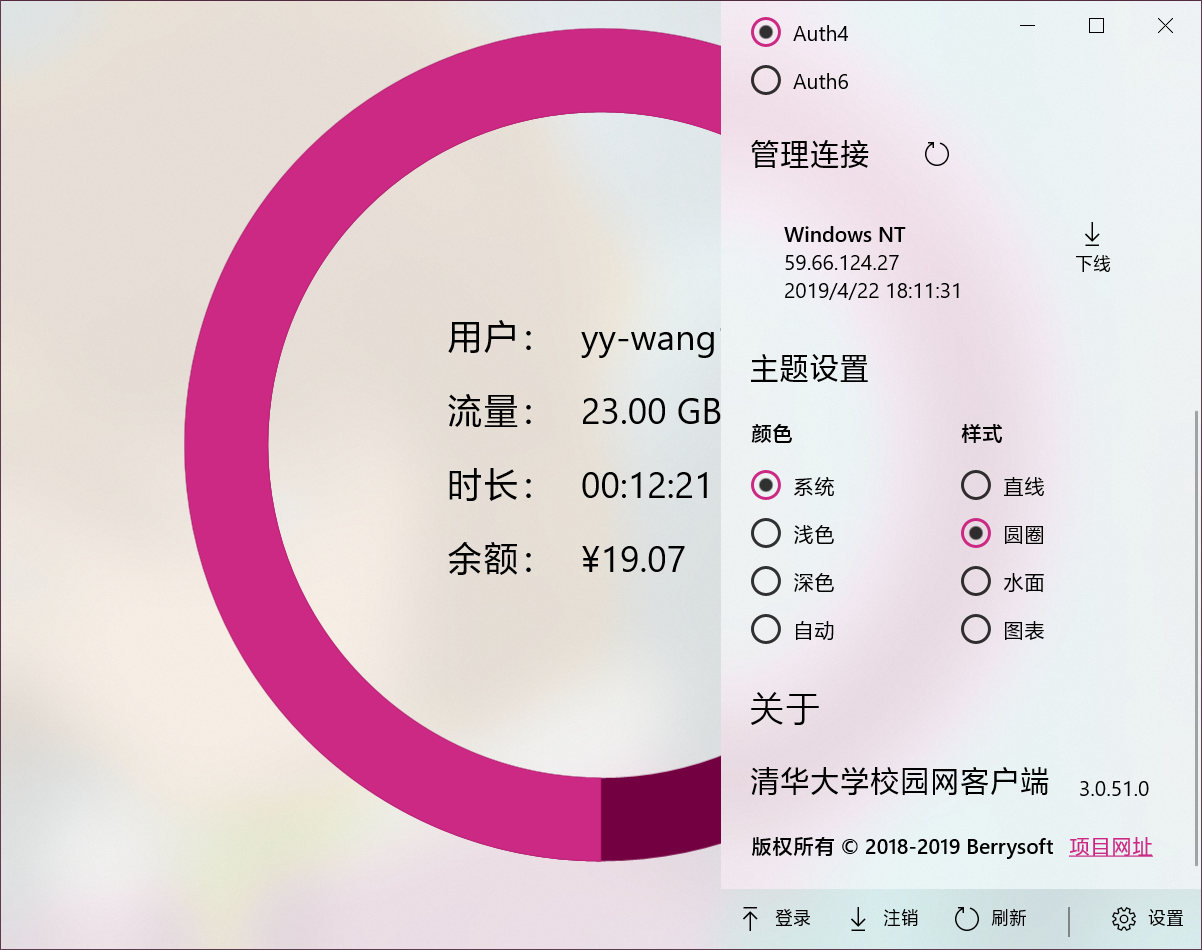 用户： yy-wang
流量： 23.00 GB
时长： 00:12:21
余额： ¥19.07
Auth4
Auth6
管理连接
Windows NT
59.66.124.27
2019/4/22 18:11:31
下线
主题设置
颜色 样式
系统 直线
浅色 圆圈
深色 水面
自动 图表
关于
清华大学校园网客户端 3.0.51.0
版权所有 © 2018-2019 Berrysoft 项目网址
登录 注销 刷新 设置